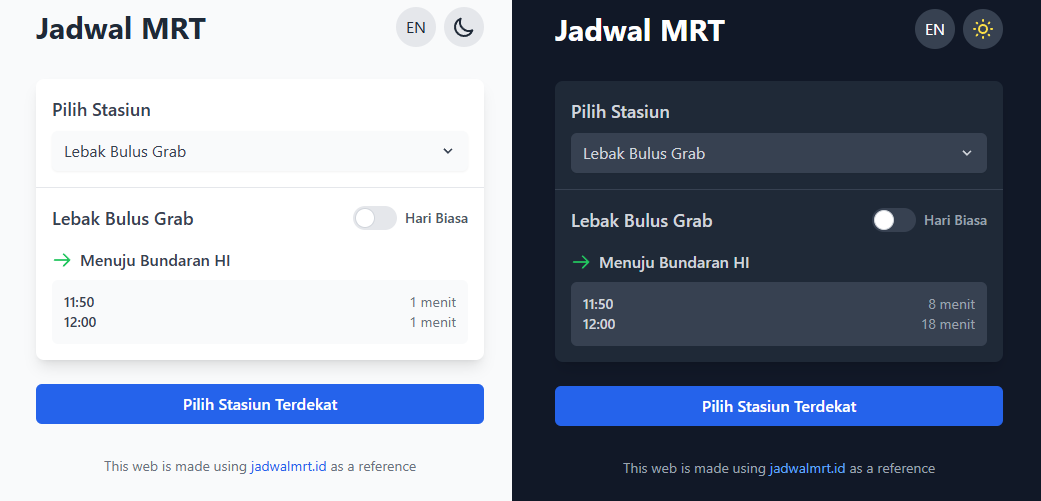 Jadwal MRT
EN
Pilih Stasiun
Lebak Bulus Grab
Lebak Bulus Grab
Hari Biasa
Menuju Bundaran HI
11:50 1 menit
12:00 1 menit
Pilih Stasiun Terdekat
This web is made using jadwalmrt.id as a reference
Jadwal MRT
EN
Pilih Stasiun
Lebak Bulus Grab
Lebak Bulus Grab
Hari Biasa
Menuju Bundaran HI
11:50 8 menit
12:00 18 menit
Pilih Stasiun Terdekat
This web is made using jadwalmrt.id as a reference